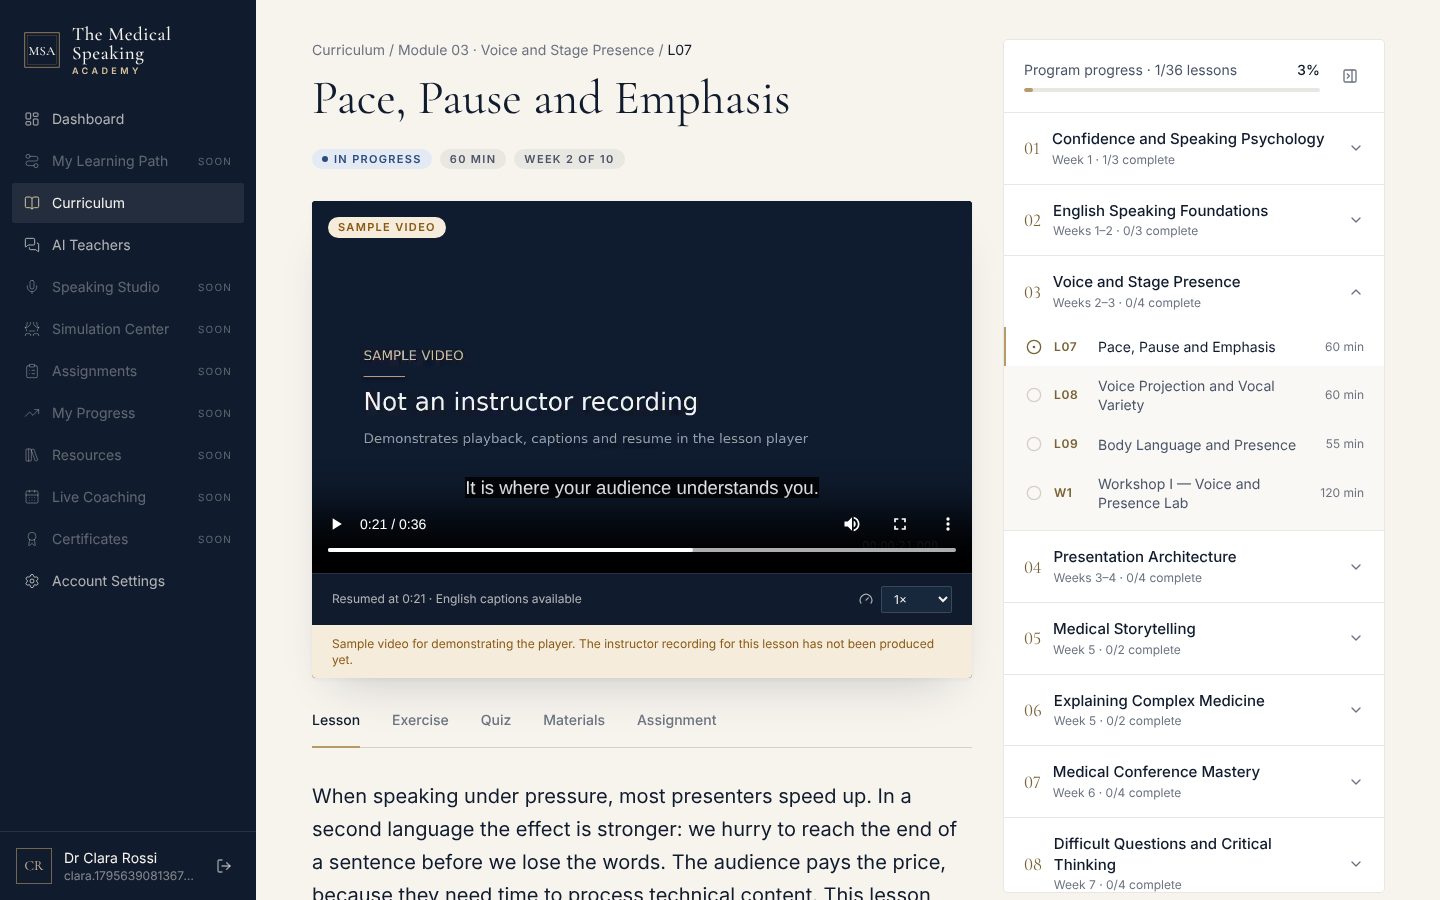 MSA
The Medical
Speaking
ACADEMY
Dashboard
My Learning Path SOON
Curriculum
AI Teachers
Speaking Studio SOON
Simulation Center SOON
Assignments SOON
My Progress SOON
Resources SOON
Live Coaching SOON
Certificates SOON
Account Settings
CR
Dr Clara Rossi
clara.1795639081367...
Curriculum / Module 03 · Voice and Stage Presence / L07
Pace, Pause and Emphasis
IN PROGRESS 60 MIN WEEK 2 OF 10
SAMPLE VIDEO
SAMPLE VIDEO
Not an instructor recording
Demonstrates playback, captions and resume in the lesson player
It is where your audience understands you.
0:21 / 0:36
00:00:21.000
Resumed at 0:21 · English captions available 1×
Sample video for demonstrating the player. The instructor recording for this lesson has not been produced
yet.
Lesson Exercise Quiz Materials Assignment
When speaking under pressure, most presenters speed up. In a
second language the effect is stronger: we hurry to reach the end of
a sentence before we lose the words. The audience pays the price,
because they need time to process technical content. This lesson
Program progress · 1/36 lessons 3%
01 Confidence and Speaking Psychology
Week 1 · 1/3 complete
02 English Speaking Foundations
Weeks 1–2 · 0/3 complete
03 Voice and Stage Presence
Weeks 2–3 · 0/4 complete
L07 Pace, Pause and Emphasis 60 min
L08 Voice Projection and Vocal
Variety 60 min
L09 Body Language and Presence 55 min
W1 Workshop I — Voice and
Presence Lab 120 min
04 Presentation Architecture
Weeks 3–4 · 0/4 complete
05 Medical Storytelling
Week 5 · 0/2 complete
06 Explaining Complex Medicine
Week 5 · 0/2 complete
07 Medical Conference Mastery
Week 6 · 0/4 complete
08 Difficult Questions and Critical
Thinking
Week 7 · 0/4 complete